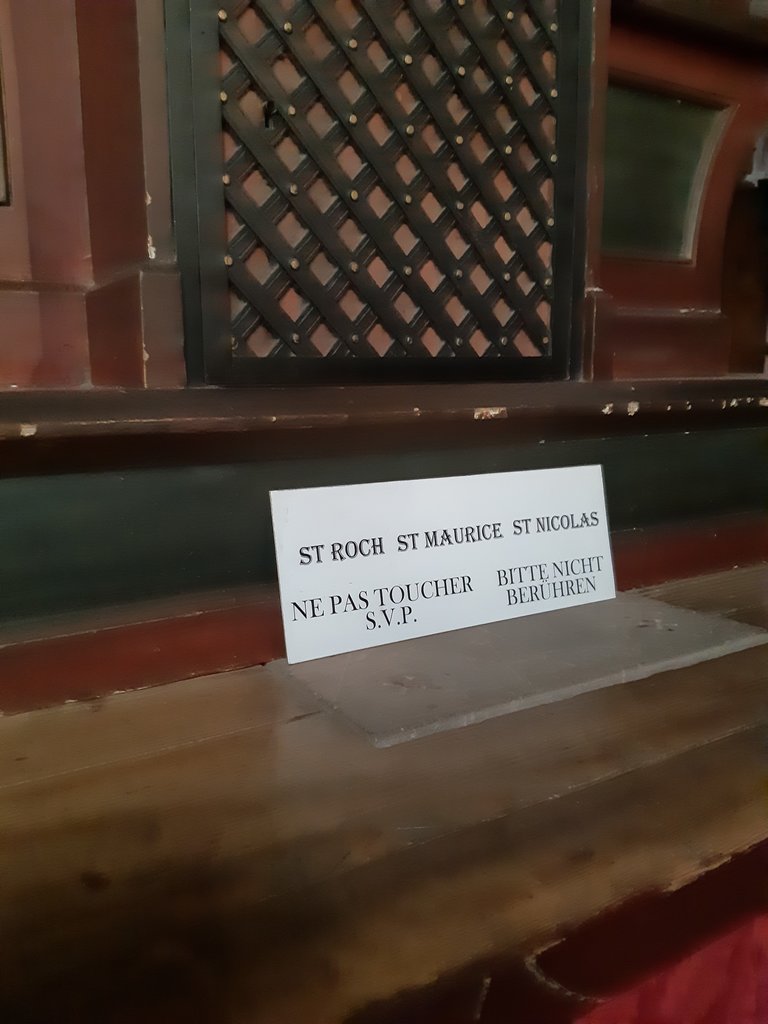 ST ROCH ST MAURICE ST NICOLAS
NE PAS TOUCHER
S.V.P.
BITTE NICHT
BERÜHREN